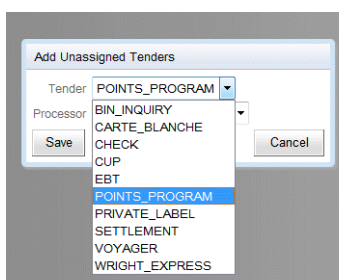 Add Unassigned Tenders
Tender POINTS_PROGRAM
Processor
BIN_INQUIRY
CARTE_BLANCHE
CHECK
CUP
EBT
POINTS_PROGRAM
PRIVATE_LABEL
SETTLEMENT
VOYAGER
WRIGHT_EXPRESS
Save Cancel